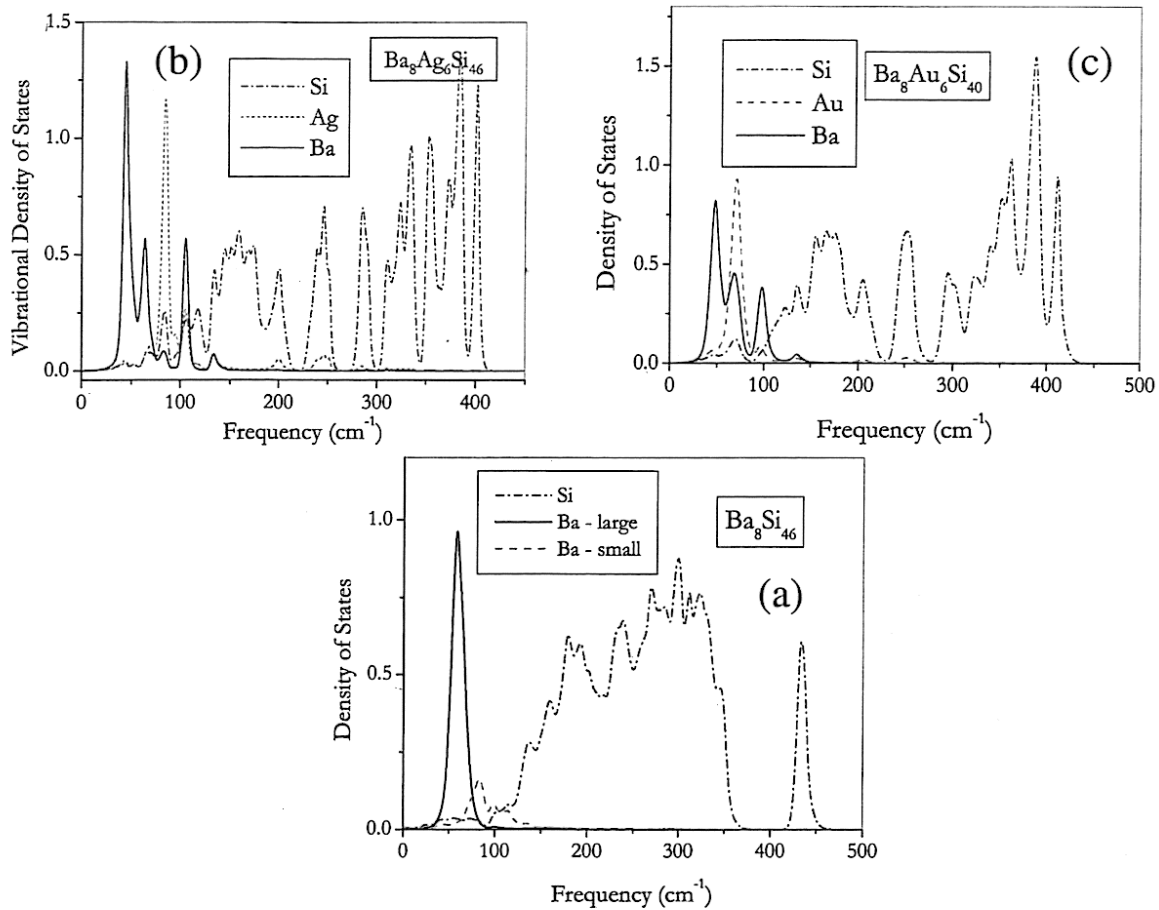 1.5
1.0
0.5
0.0
Vibrational Density of States
(b)
Ba8Ag6Si46
Si
Ag
Ba
0 100 200 300 400
Frequency (cm-1)
(c)
Ba8Au6Si40
Si
Au
Ba
1.5
1.0
0.5
0.0
Density of States
0 100 200 300 400 500
Frequency (cm-1)
Si
Ba - large
Ba - small
Ba8Si46
(a)
1.0
0.5
0.0
Density of States
0 100 200 300 400 500
Frequency (cm-1)